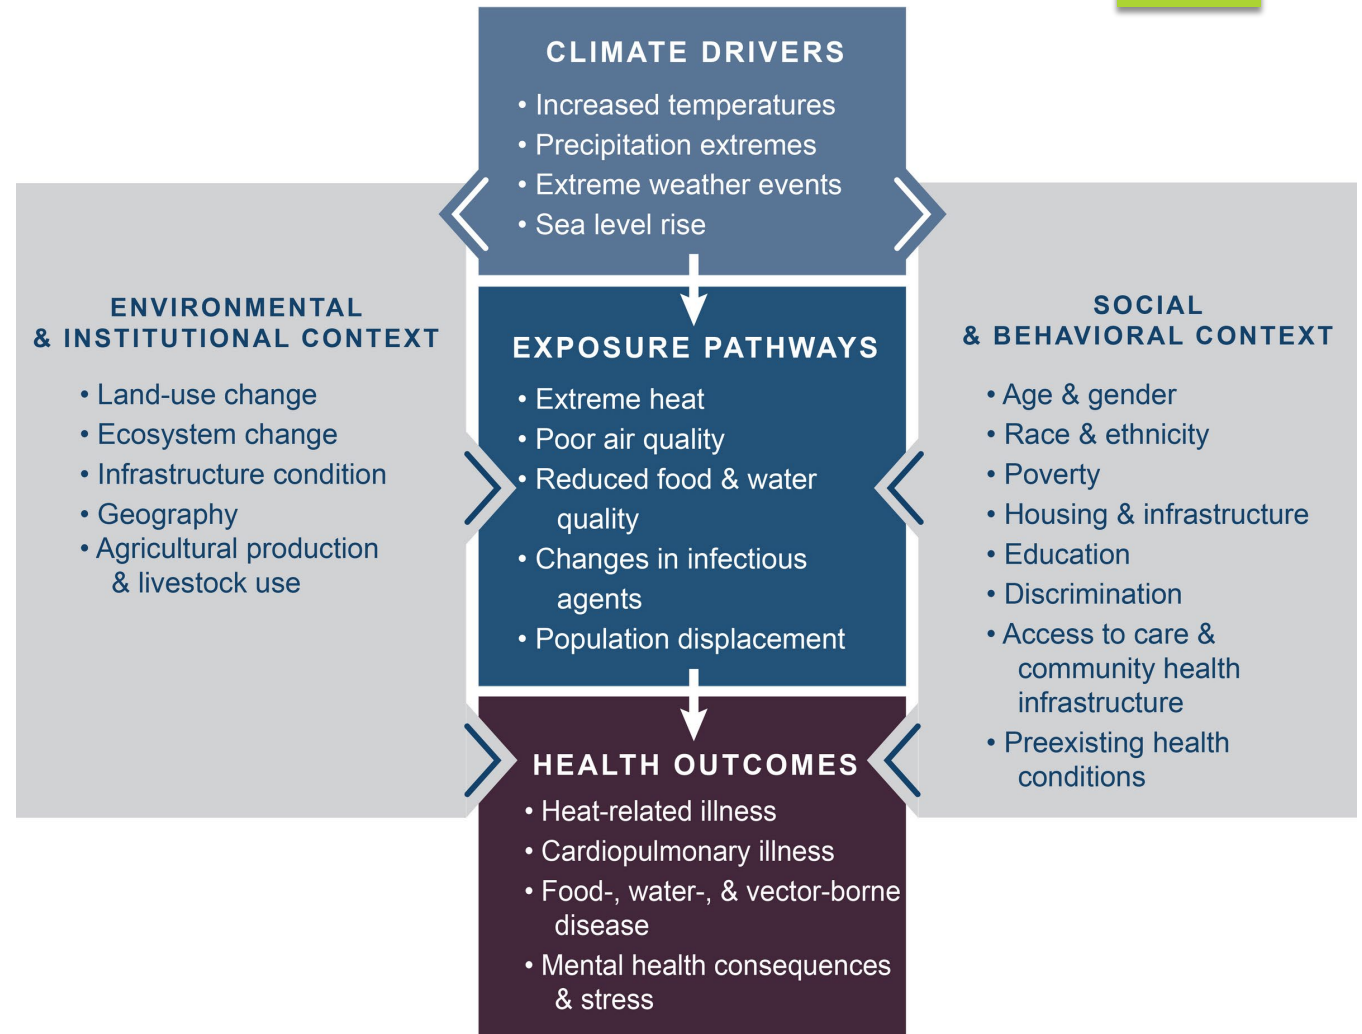 CLIMATE DRIVERS
• Increased temperatures
• Precipitation extremes
• Extreme weather events
• Sea level rise
ENVIRONMENTAL
& INSTITUTIONAL CONTEXT
• Land-use change
• Ecosystem change
• Infrastructure condition
• Geography
• Agricultural production
& livestock use
EXPOSURE PATHWAYS
• Extreme heat
• Poor air quality
• Reduced food & water
quality
• Changes in infectious
agents
• Population displacement
SOCIAL
& BEHAVIORAL CONTEXT
• Age & gender
• Race & ethnicity
• Poverty
• Housing & infrastructure
• Education
• Discrimination
• Access to care &
community health
infrastructure
• Preexisting health
conditions
HEALTH OUTCOMES
• Heat-related illness
• Cardiopulmonary illness
• Food-, water-, & vector-borne
disease
• Mental health consequences
& stress